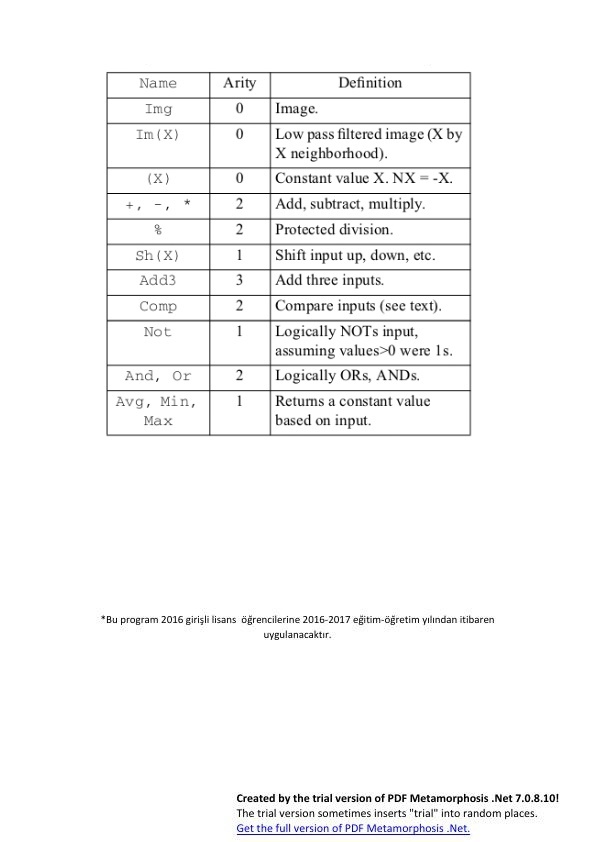 Name Arity Definition
Img 0 Image.
Im(X) 0 Low pass filtered image (X by
X neighborhood).
(X) 0 Constant value X. NX = -X.
+, -, * 2 Add, subtract, multiply.
% 2 Protected division.
Sh(X) 1 Shift input up, down, etc.
Add3 3 Add three inputs.
Comp 2 Compare inputs (see text).
Not 1 Logically NOTs input,
assuming values>0 were 1s.
And, Or 2 Logically ORs, ANDs.
Avg, Min, 1 Returns a constant value
Max based on input.
*Bu program 2016 girişli lisans öğrencilerine 2016-2017 eğitim-öğretim yılından itibaren
uygulanacaktır.
Created by the trial version of PDF Metamorphosis .Net 7.0.8.10!
The trial version sometimes inserts "trial" into random places.
Get the full version of PDF Metamorphosis .Net.